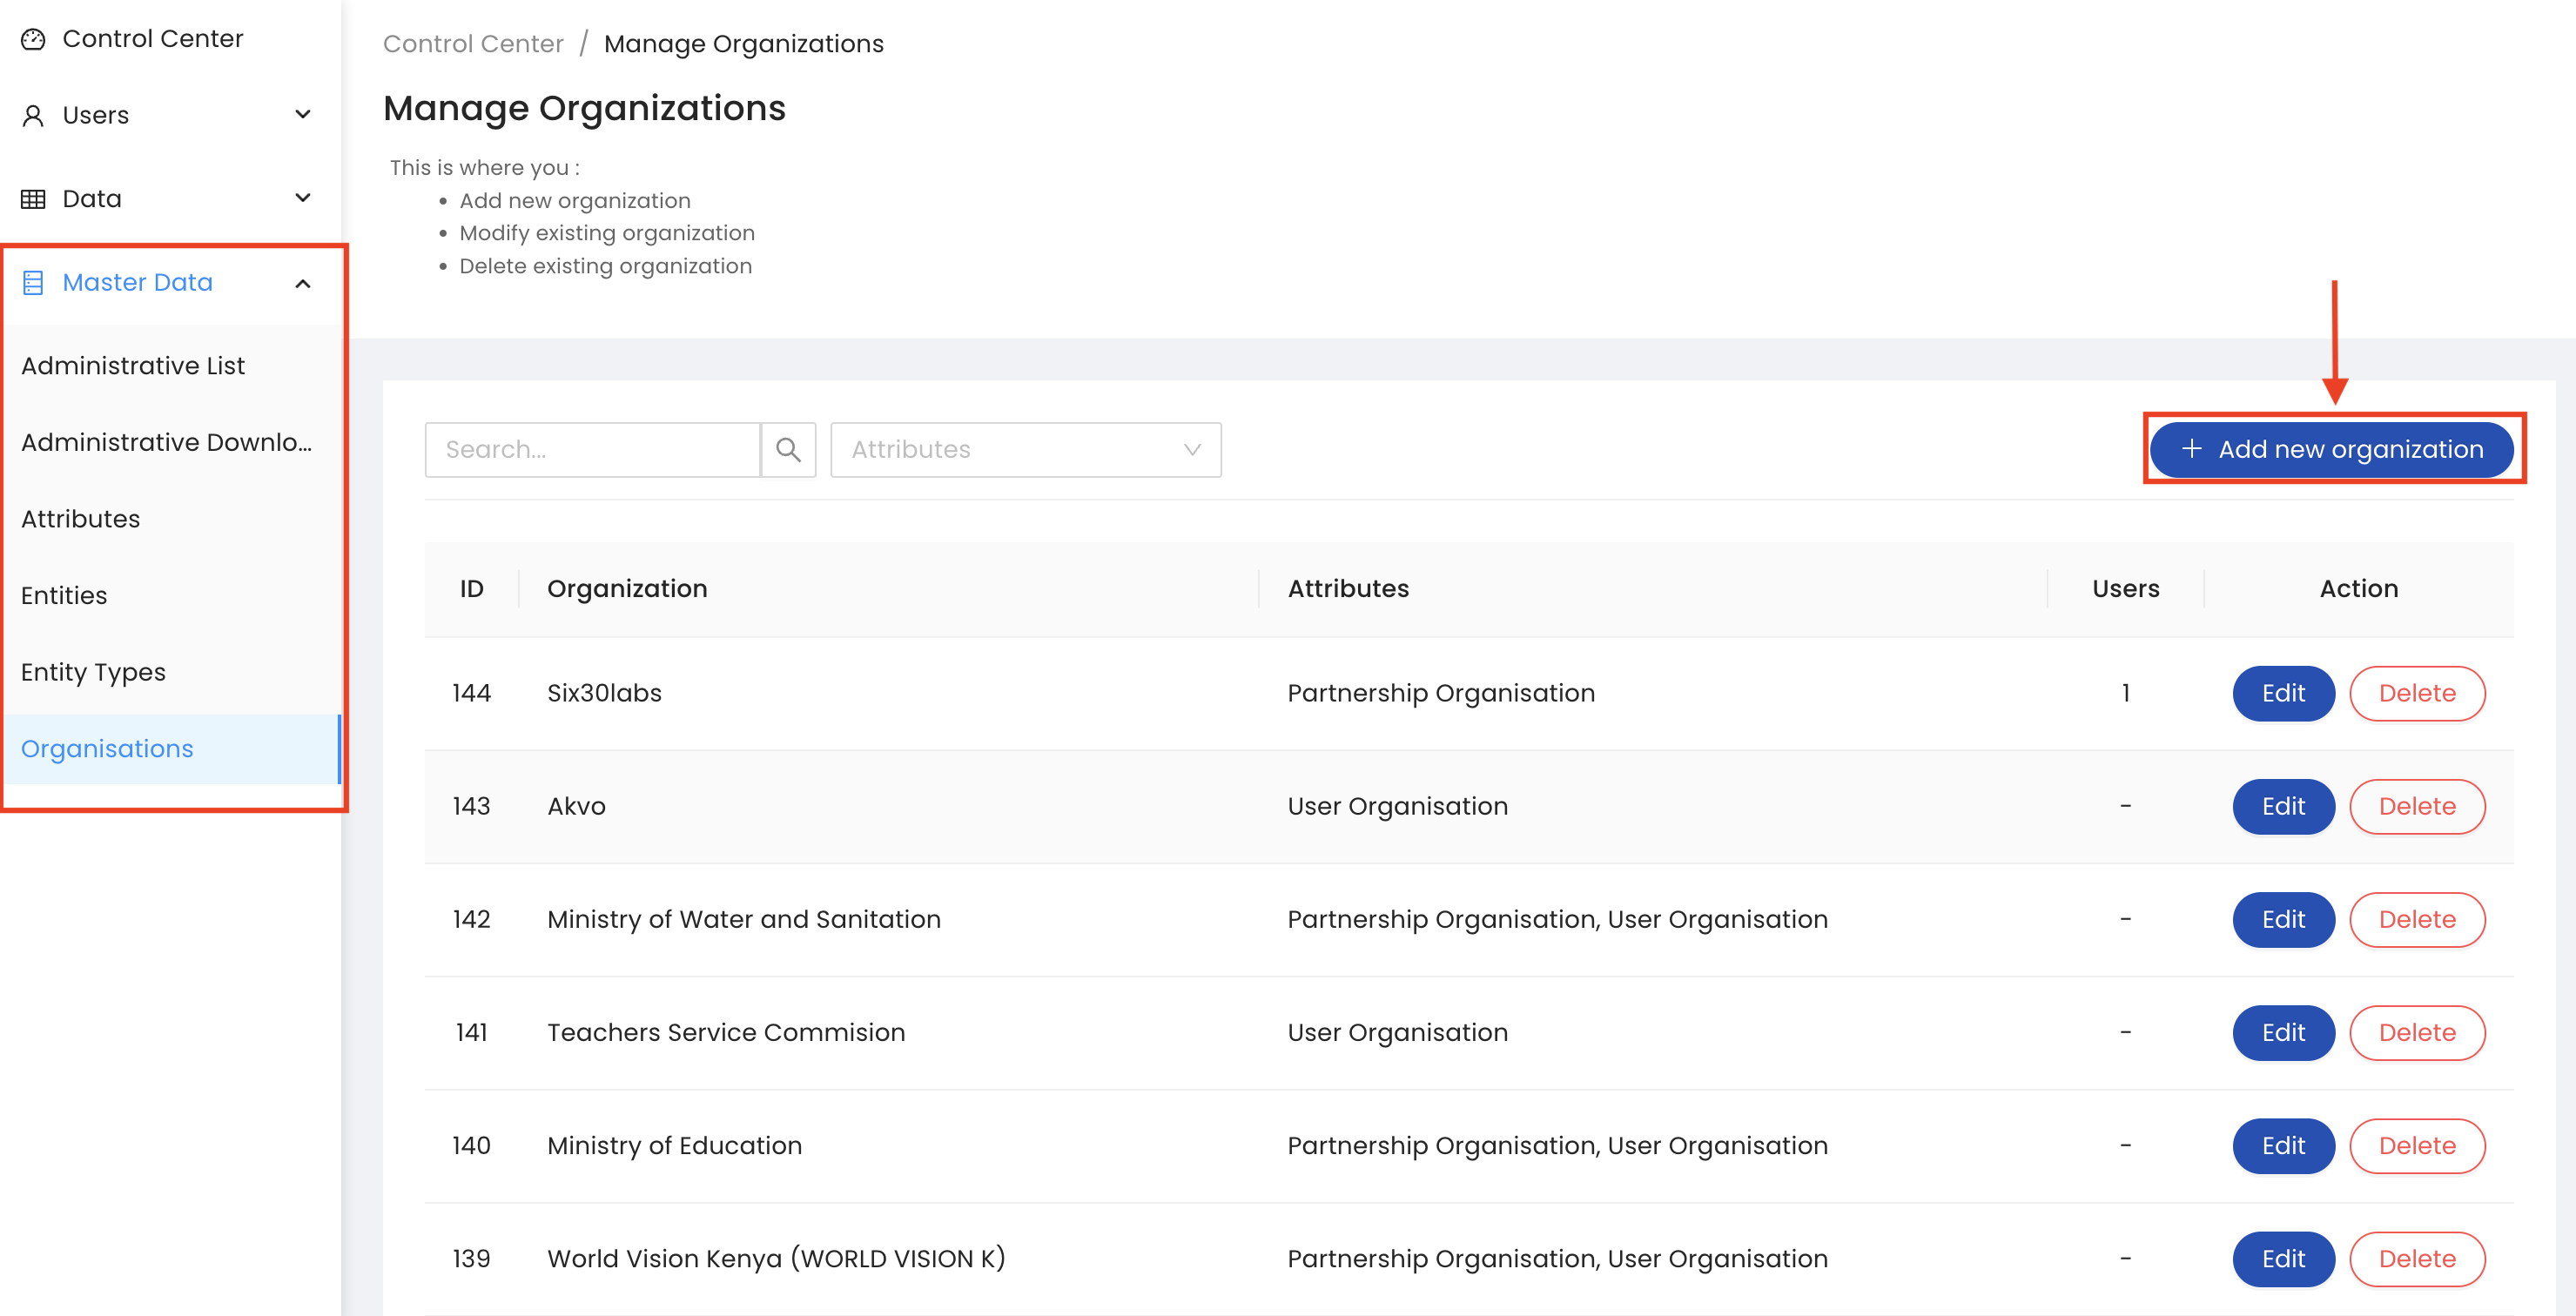 Control Center
Users
Data
Master Data
Administrative List
Administrative Downlo...
Attributes
Entities
Entity Types
Organisations
Control Center / Manage Organizations
Manage Organizations
This is where you :
• Add new organization
• Modify existing organization
• Delete existing organization
Search... Attributes + Add new organization
ID Organization Attributes Users Action
144 Six30labs Partnership Organisation 1 Edit Delete
143 Akvo User Organisation - Edit Delete
142 Ministry of Water and Sanitation Partnership Organisation, User Organisation - Edit Delete
141 Teachers Service Commision User Organisation - Edit Delete
140 Ministry of Education Partnership Organisation, User Organisation - Edit Delete
139 World Vision Kenya (WORLD VISION K) Partnership Organisation, User Organisation - Edit Delete